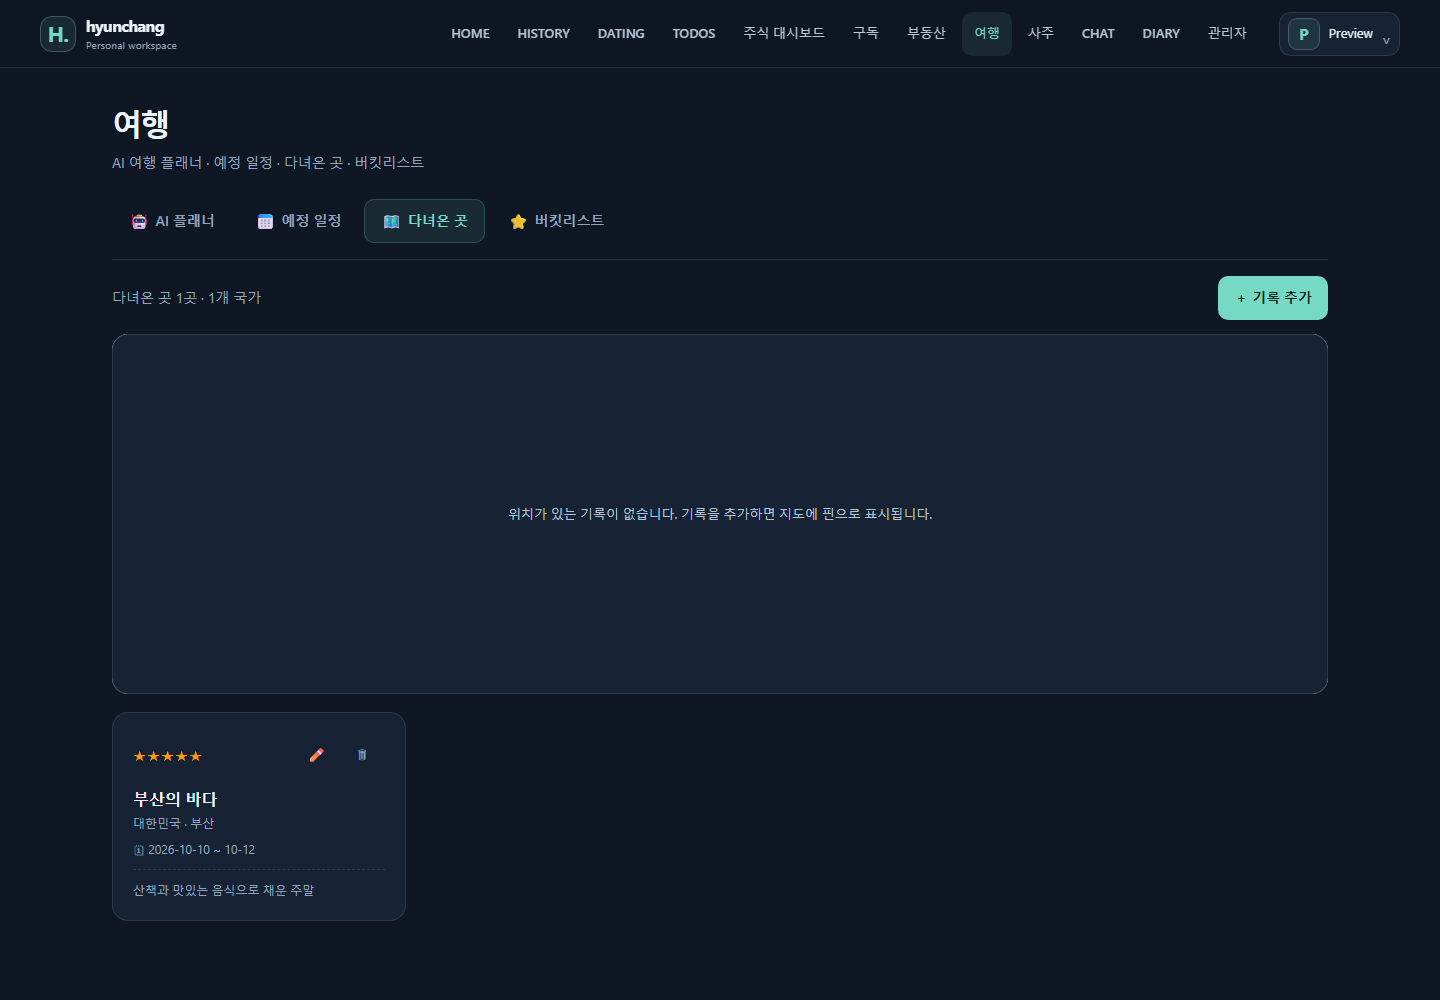 H. hyunchang
Personal workspace
HOME HISTORY DATING TODOS 주식 대시보드 구독 부동산 여행 사주 CHAT DIARY 관리자 P Preview v
여행
AI 여행 플래너 · 예정 일정 · 다녀온 곳 · 버킷리스트
AI 플래너 예정 일정 다녀온 곳 버킷리스트
다녀온 곳 1곳 · 1개 국가
+ 기록 추가
위치가 있는 기록이 없습니다. 기록을 추가하면 지도에 핀으로 표시됩니다.
★★★★★
부산의 바다
대한민국 · 부산
2026-10-10 ~ 10-12
산책과 맛있는 음식으로 채운 주말